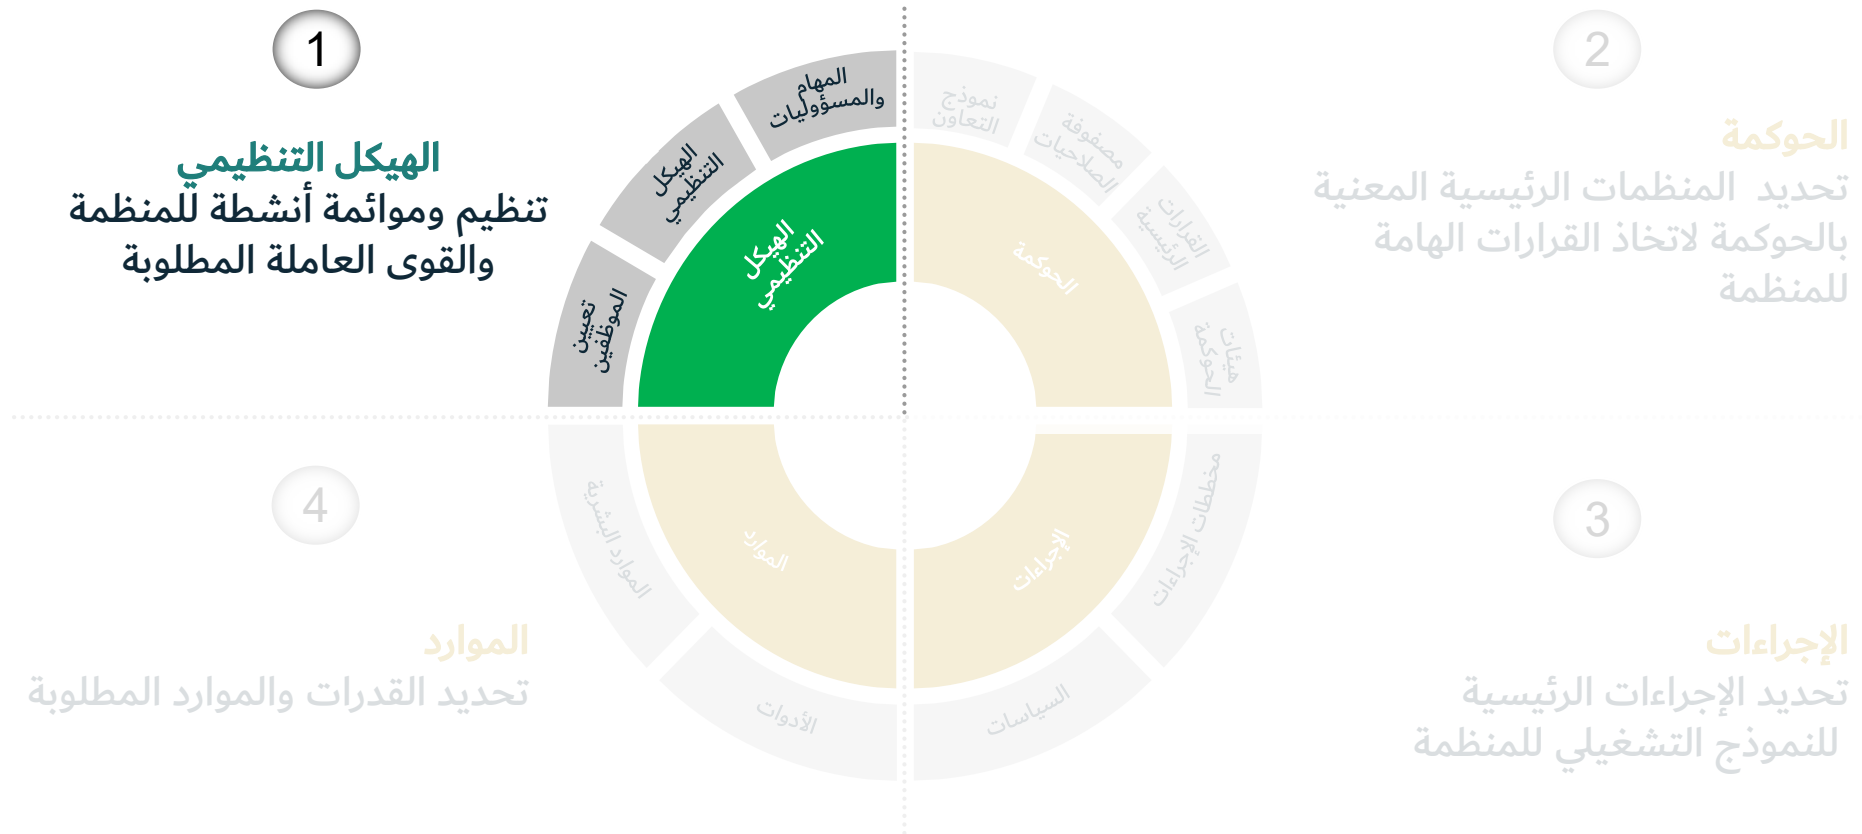 1
الهيكل التنظيمي
تنظيم وموائمة أنشطة للمنظمة
والقوى العاملة المطلوبة
المهام
والمسؤوليات
الهيكل
التنظيمي
تعيين
الموظفين
الهيكل
التنظيمي
2
الحوكمة
تحديد المنظمات الرئيسية المعنية
بالحوكمة لاتخاذ القرارات الهامة
للمنظمة
نموذج
التعاون
مصفوفة
الصلاحيات
القرارات
الرئيسية
هيئات
الحوكمة
الحوكمة
3
الإجراءات
تحديد الإجراءات الرئيسية
للنموذج التشغيلي للمنظمة
مخططات الإجراءات
السياسات
الإجراءات
4
الموارد
تحديد القدرات والموارد المطلوبة
الموارد البشرية
الأدوات
الموارد